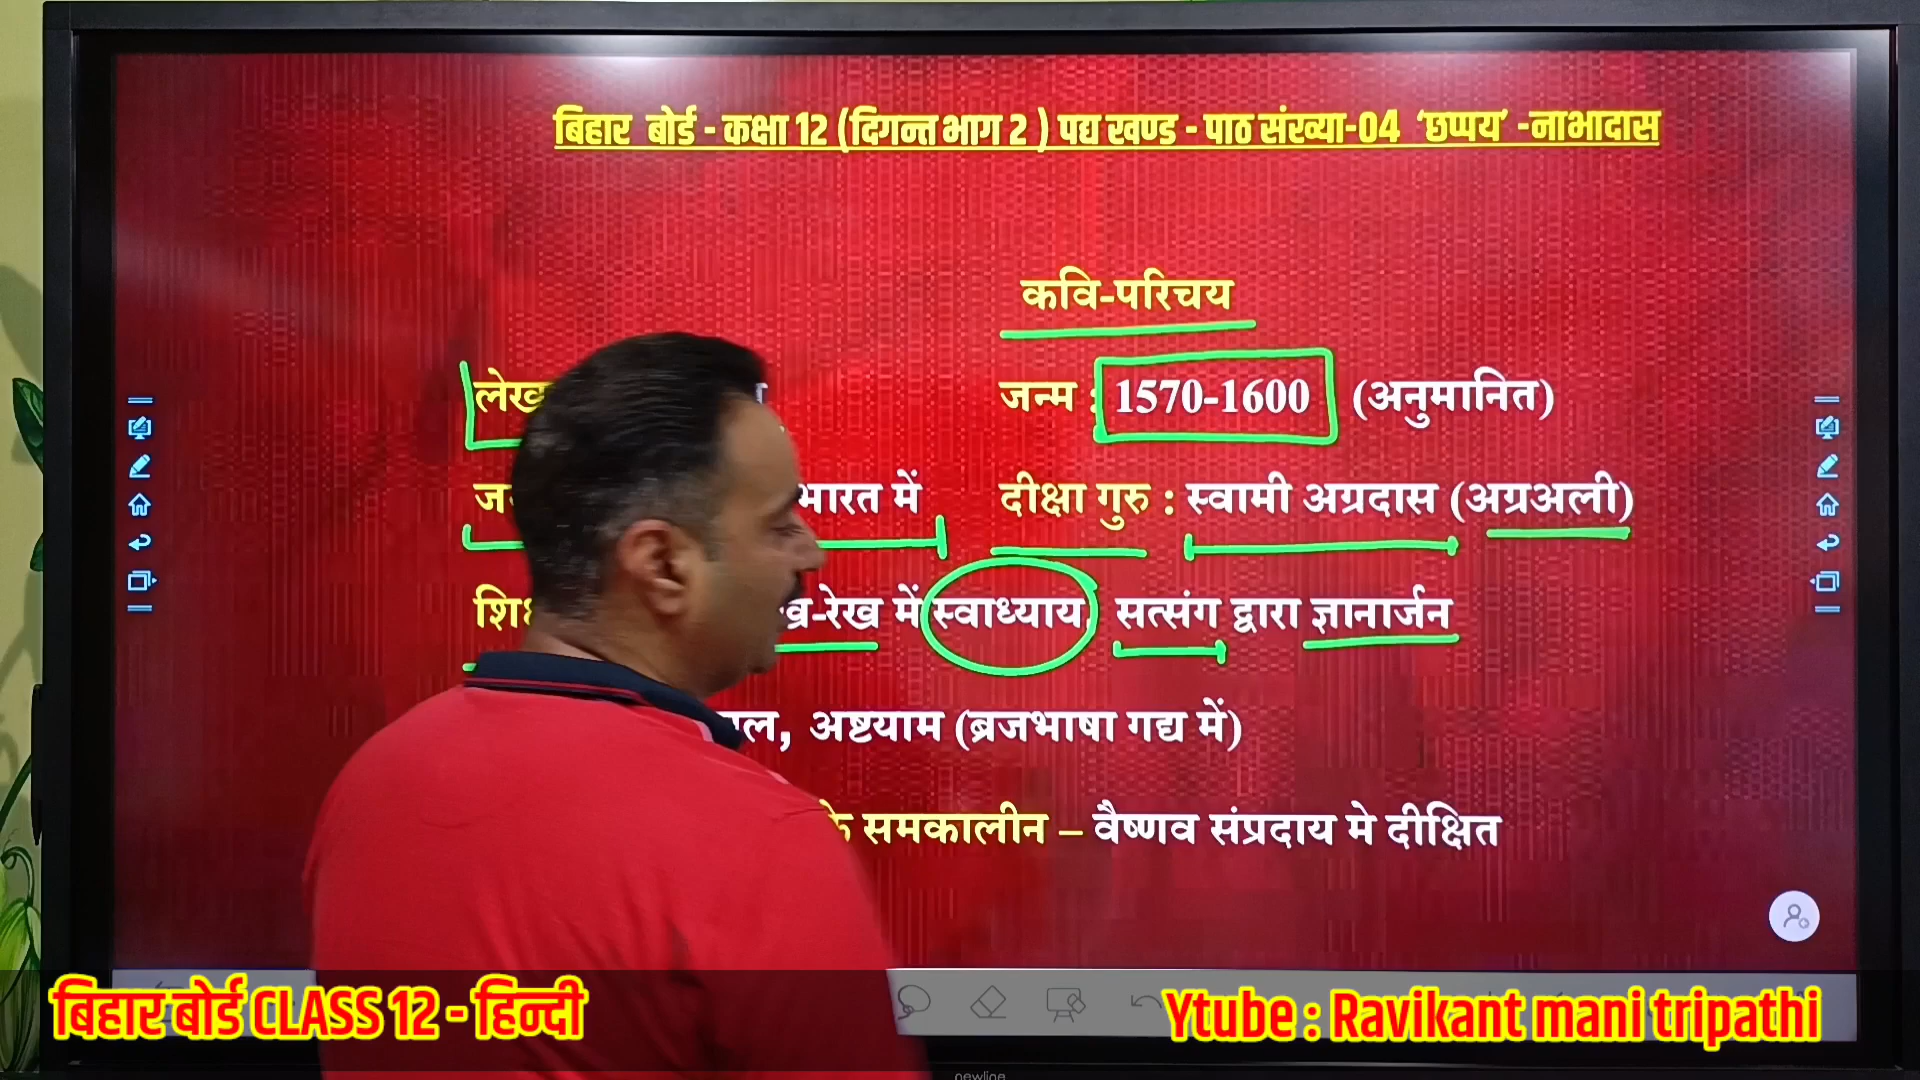 बिहार बोर्ड - कक्षा 12 (दिगन्त भाग 2 ) पद्य खण्ड - पाठ संख्या-04 ‘छप्पय’ -नाभादास
कवि-परिचय
जन्म : 1570-1600 (अनुमानित)
भारत में दीक्षा गुरु : स्वामी अग्रदास (अग्रअली)
में स्वाध्याय, सत्संग द्वारा ज्ञानार्जन
अष्टयाम (ब्रजभाषा गद्य में)
के समकालीन – वैष्णव संप्रदाय मे दीक्षित
बिहार बोर्ड CLASS 12 - हिन्दी
Ytube : Ravikant mani tripathi
newline